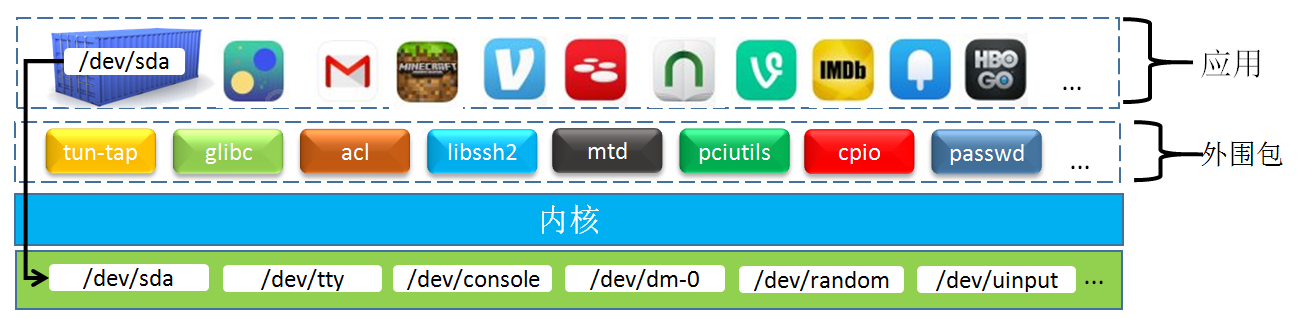 /dev/sda
MINECRAFT
IMDb
HBO
GO
...
应用
tun-tap
glibc
acl
libssh2
mtd
pciutils
cpio
passwd
...
外围包
内核
/dev/sda
/dev/tty
/dev/console
/dev/dm-0
/dev/random
/dev/uinput
...